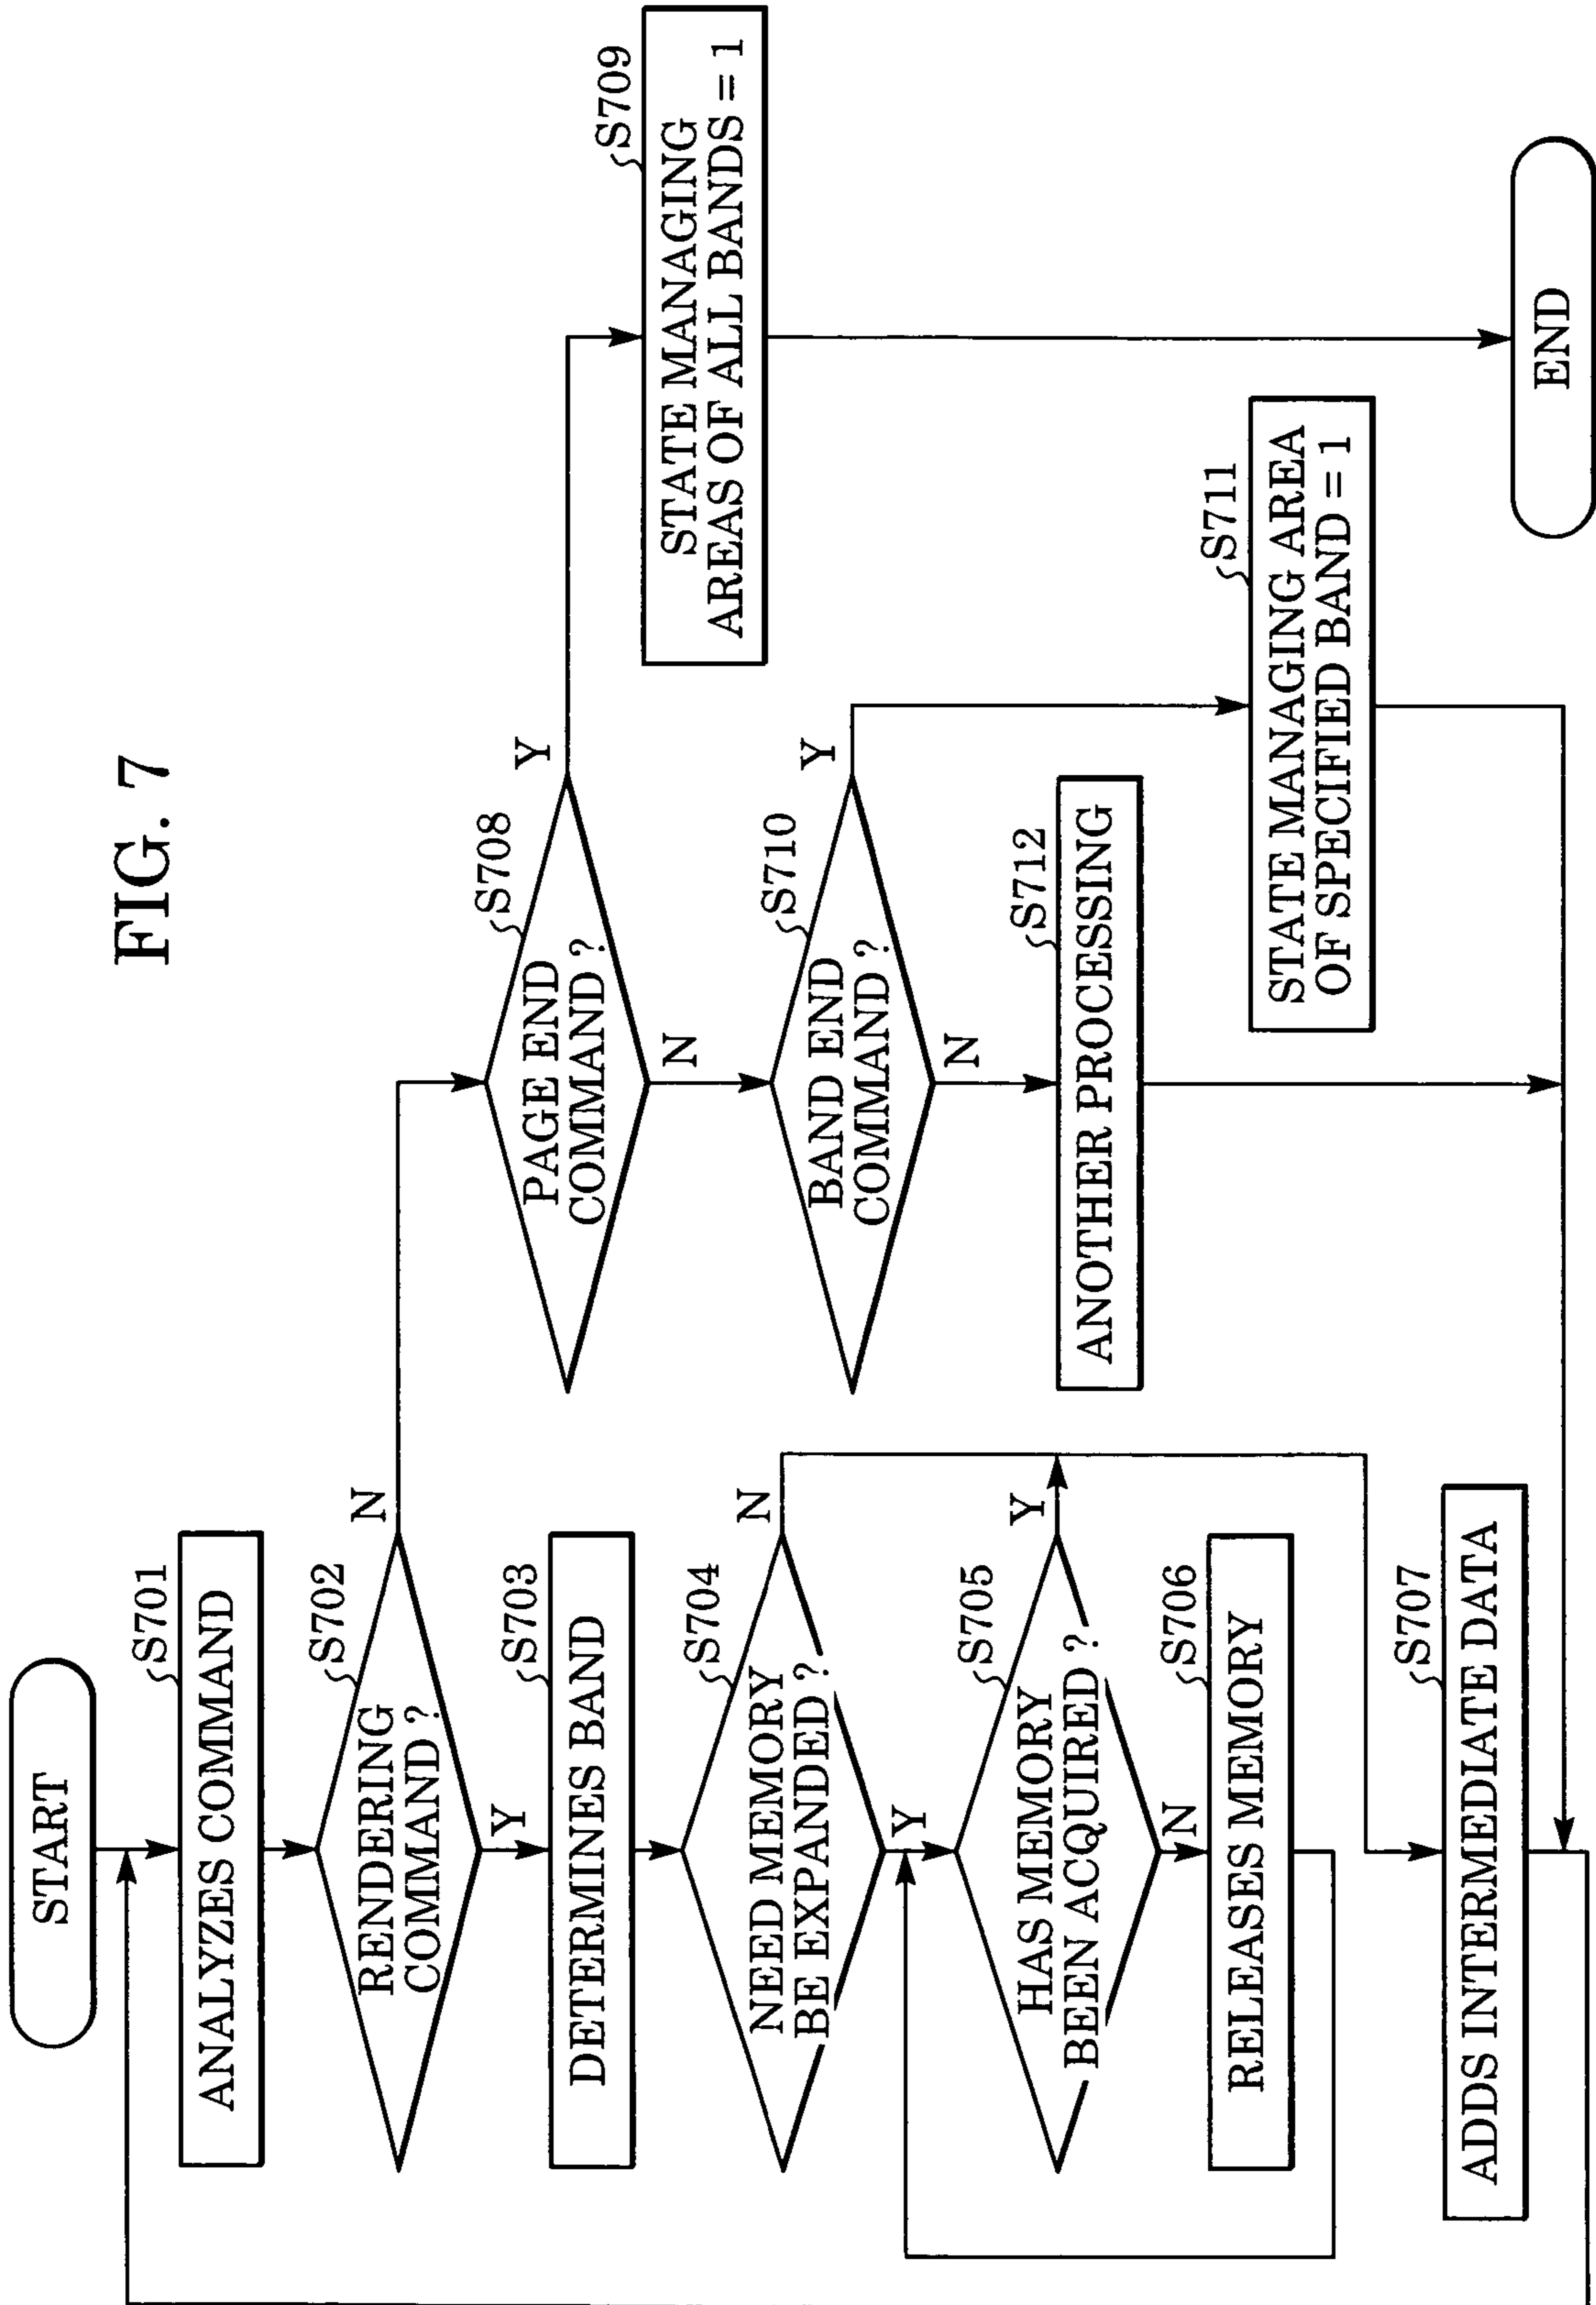 FIG. 7
START
S701
ANALYZES COMMAND
S702
RENDERING
COMMAND ?
N
Y
S703
DETERMINES BAND
S704
NEED MEMORY
BE EXPANDED ?
N
Y
S705
HAS MEMORY
BEEN ACQUIRED ?
Y
N
S706
RELEASES MEMORY
S707
ADDS INTERMEDIATE DATA
S708
PAGE END
COMMAND ?
Y
N
S709
STATE MANAGING
AREAS OF ALL BANDS = 1
S710
BAND END
COMMAND ?
Y
N
S712
ANOTHER PROCESSING
S711
STATE MANAGING AREA
OF SPECIFIED BAND = 1
END